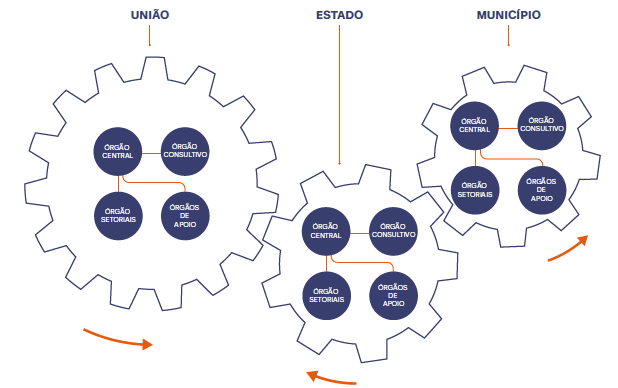 UNIÃO
ESTADO
MUNICÍPIO
ÓRGÃO
CENTRAL
ÓRGÃO
CONSULTIVO
ÓRGÃO
SETORIAIS
ÓRGÃOS
DE
APOIO
ÓRGÃO
CENTRAL
ÓRGÃO
CONSULTIVO
ÓRGÃO
SETORIAIS
ÓRGÃOS
DE
APOIO
ÓRGÃO
CENTRAL
ÓRGÃO
CONSULTIVO
ÓRGÃO
SETORIAIS
ÓRGÃOS
DE
APOIO